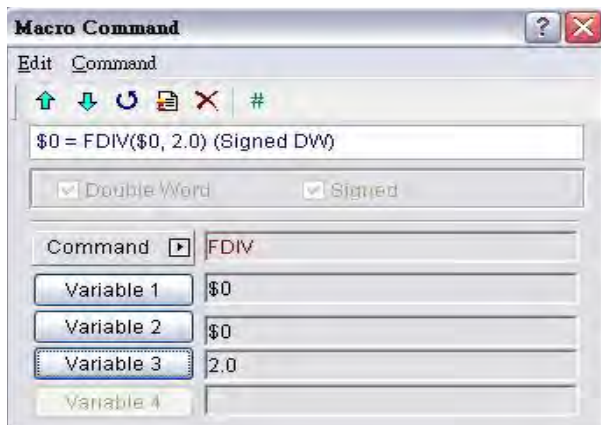 Macro Command
Edit Command
#
$0 = FDIV($0, 2.0) (Signed DW)
Double Word Signed
Command FDIV
Variable 1 $0
Variable 2 $0
Variable 3 2.0
Variable 4